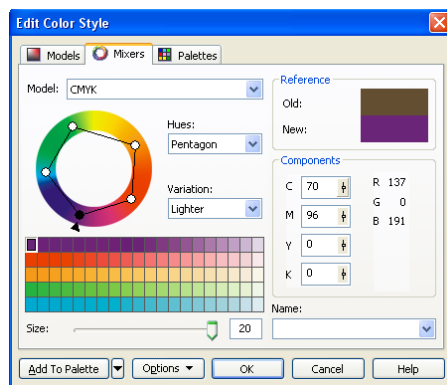 Edit Color Style
Models
Mixers
Palettes
Model: CMYK
Hues:
Pentagon
Variation:
Lighter
Size: 20
Reference
Old:
New:
Components
C 70 R 137
M 96 G 0
Y 0 B 191
K 0
Name:
Add To Palette
Options
OK
Cancel
Help